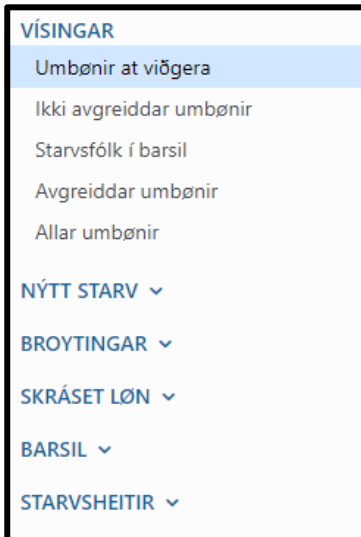 VÍSINGAR
Umbønir at viðgera
Ikki avgreiddar umbønir
Starvsfólk í barsil
Avgreiddar umbønir
Allar umbønir
NÝTT STARV
BROYTINGAR
SKRÁSET LØN
BARSIL
STARVSHEITIR